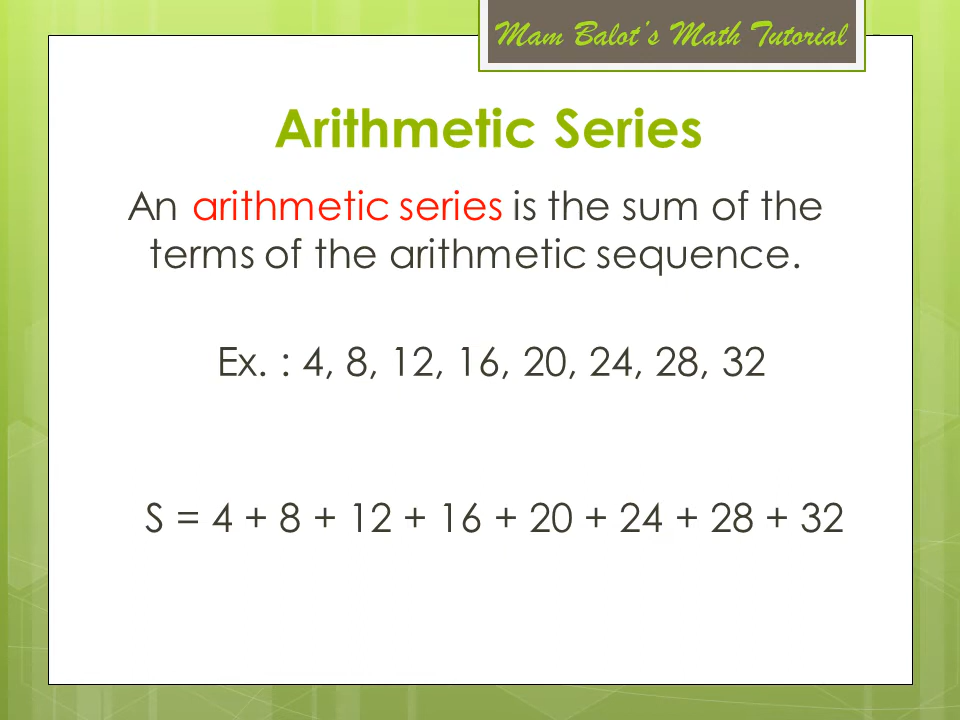 Mam Balot's Math Tutorial
Arithmetic Series
An arithmetic series is the sum of the
terms of the arithmetic sequence.
Ex. : 4, 8, 12, 16, 20, 24, 28, 32
S = 4 + 8 + 12 + 16 + 20 + 24 + 28 + 32